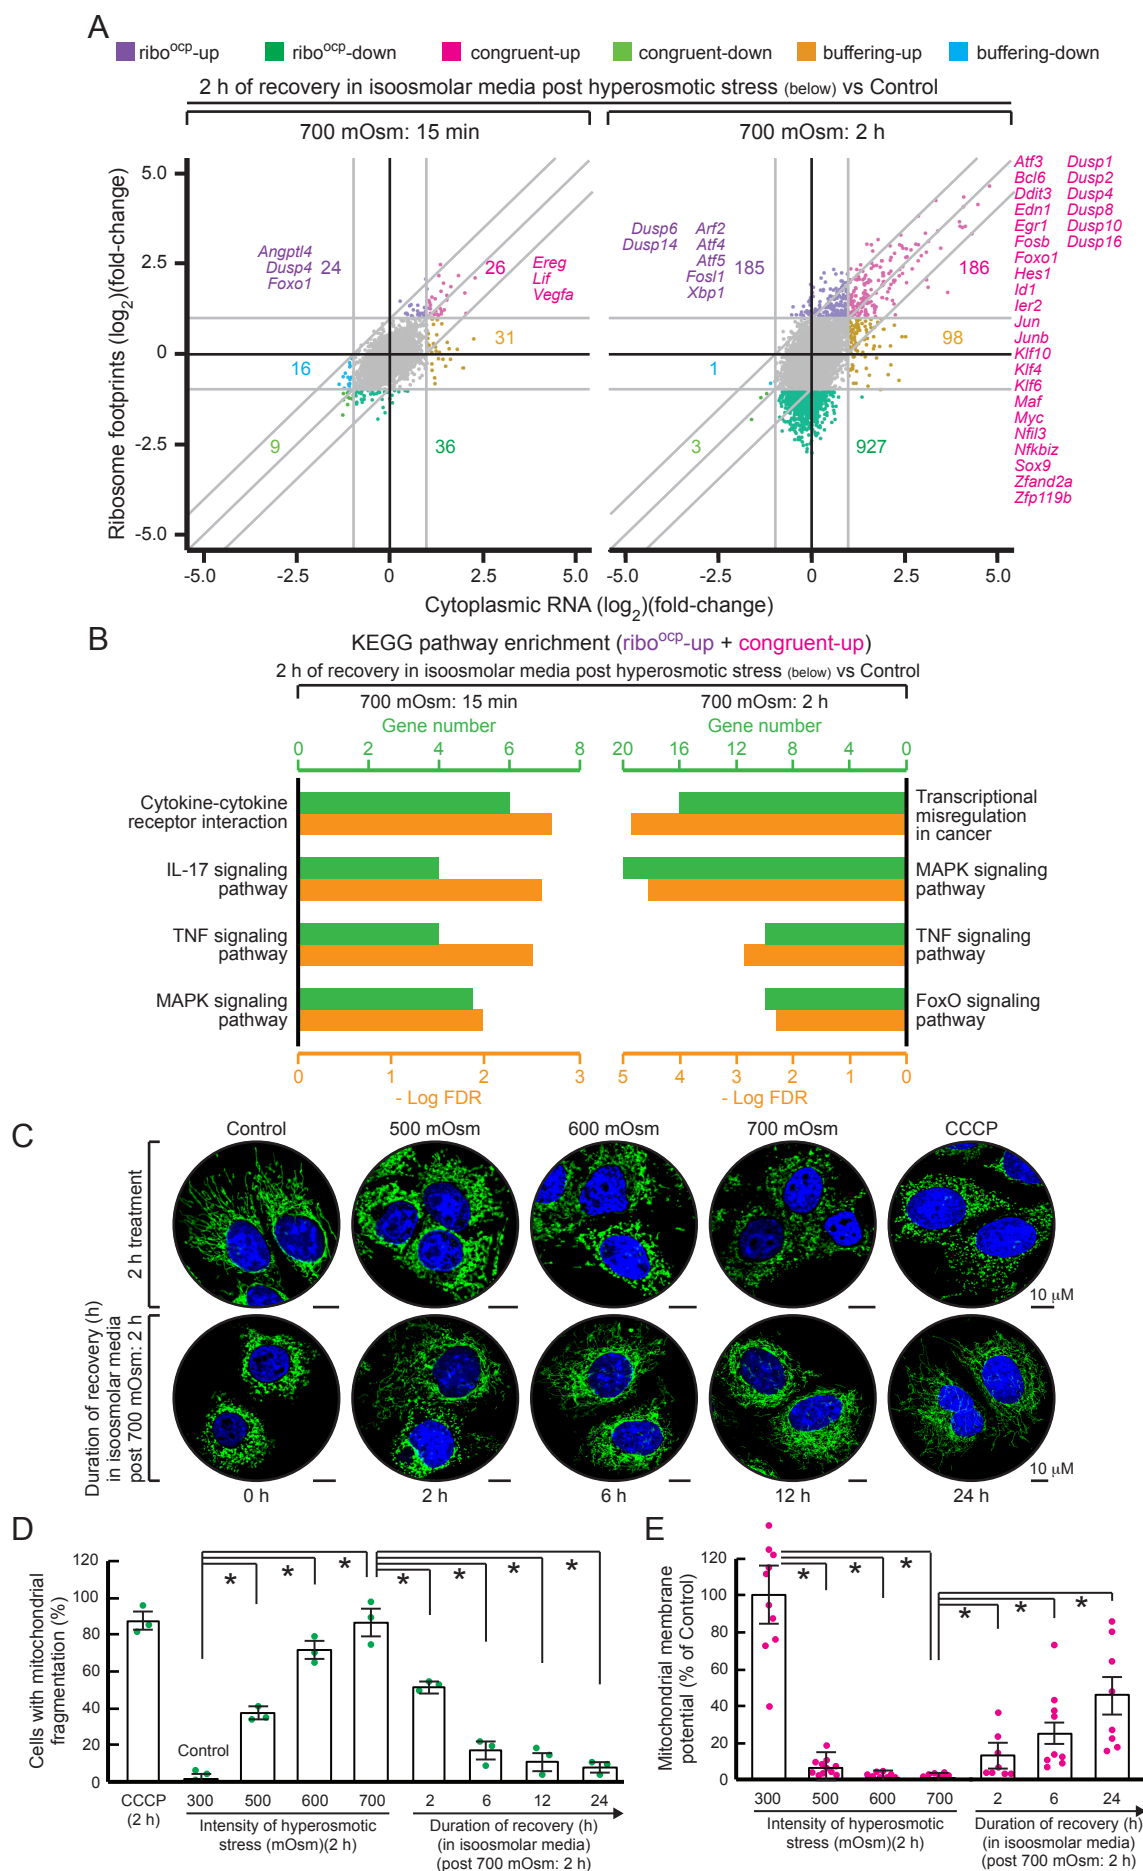 A
ribo^ocp-up
ribo^ocp-down
congruent-up
congruent-down
buffering-up
buffering-down
2 h of recovery in isoosmolar media post hyperosmotic stress (below) vs Control
700 mOsm: 15 min
700 mOsm: 2 h
Ribosome footprints (log2)(fold-change)
5.0
2.5
0
-2.5
-5.0
Angptl4
Dusp4
Foxo1
24
26
Ereg
Lif
Vegfa
31
16
9
36
-5.0
-2.5
0
2.5
5.0
Dusp6
Dusp14
Arf2
Atf4
Atf5
Fosl1
Xbp1
185
186
98
1
3
927
-5.0
-2.5
0
2.5
5.0
Atf3 Dusp1
Bcl6 Dusp2
Ddit3 Dusp4
Edn1 Dusp8
Egr1 Dusp10
Fosb Dusp16
Foxo1
Hes1
Id1
Ier2
Jun
Junb
Klf10
Klf4
Klf6
Maf
Myc
Nfil3
Nfkbiz
Sox9
Zfand2a
Zfp119b
Cytoplasmic RNA (log2)(fold-change)
B
KEGG pathway enrichment (ribo^ocp-up + congruent-up)
2 h of recovery in isoosmolar media post hyperosmotic stress (below) vs Control
700 mOsm: 15 min
700 mOsm: 2 h
Gene number
Gene number
0 2 4 6 8
20 16 12 8 4 0
Cytokine-cytokine
receptor interaction
IL-17 signaling
pathway
TNF signaling
pathway
MAPK signaling
pathway
Transcriptional
misregulation
in cancer
MAPK signaling
pathway
TNF signaling
pathway
FoxO signaling
pathway
0 1 2 3
5 4 3 2 1 0
- Log FDR
- Log FDR
C
Control
500 mOsm
600 mOsm
700 mOsm
CCCP
2 h treatment
10 µM
Duration of recovery (h)
in isoosmolar media
post 700 mOsm: 2 h
10 µM
0 h
2 h
6 h
12 h
24 h
D
Cells with mitochondrial
fragmentation (%)
120
100
80
60
40
20
0
* * * * * * *
Control
CCCP
(2 h)
300 500 600 700
2 6 12 24
Intensity of hyperosmotic
stress (mOsm)(2 h)
Duration of recovery (h)
(in isoosmolar media)
(post 700 mOsm: 2 h)
E
Mitochondrial membrane
potential (% of Control)
120
100
80
60
40
20
0
* * * * * *
300 500 600 700
2 6 24
Intensity of hyperosmotic
stress (mOsm)(2 h)
Duration of recovery (h)
(in isoosmolar media)
(post 700 mOsm: 2 h)